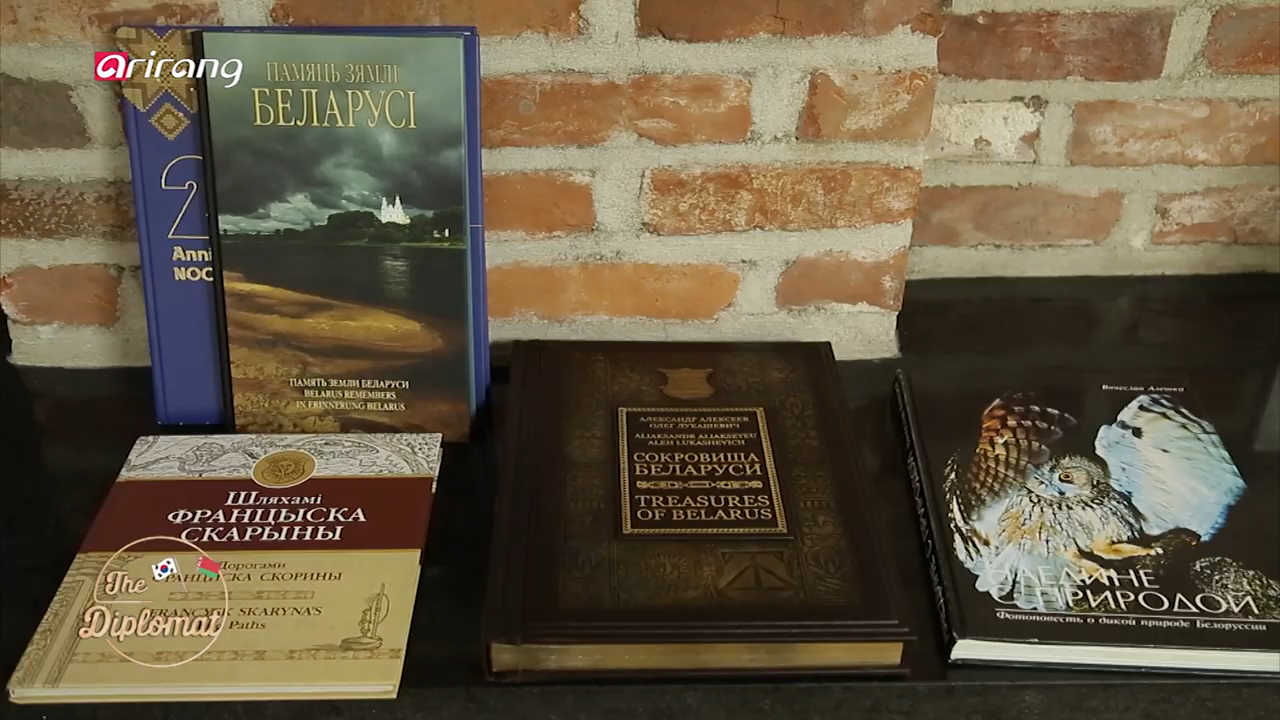 arirang
2
Anni
NOC
ПАМЯЦЬ ЗЯМЛІ
БЕЛАРУСІ
ПАМЯТЬ ЗЕМЛИ БЕЛАРУСИ
BELARUS REMEMBERS
IN ERINNERUNG BELARUS
Шляхамі
ФРАНЦЫСКА
СКАРЫНЫ
Дорогами
ФРАНЦИСКА СКОРИНЫ
FRANCYSK SKARYNA'S
Paths
The
Diplomat
АЛЕКСАНДР АЛЕКСЕЕВ
ОЛЕГ ЛУКАШЕВИЧ
ALIAKSANDR ALIAKSEYEU
ALEH LUKASHEVICH
СОКРОВИЩА
БЕЛАРУСИ
TREASURES
OF BELARUS
Вячеслав Алешка
НАЕДИНЕ
С ПРИРОДОЙ
Фотоповесть о дикой природе Белоруссии